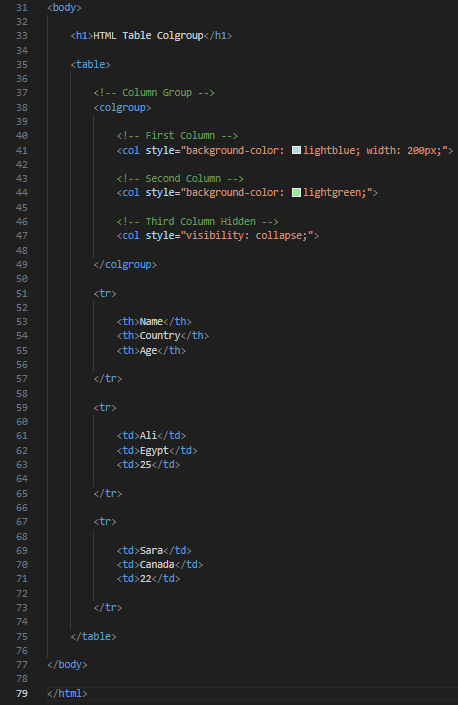 31 <body>
32
33 <h1>HTML Table Colgroup</h1>
34
35 <table>
36
37 <!-- Column Group -->
38 <colgroup>
39
40 <!-- First Column -->
41 <col style="background-color: lightblue; width: 200px;">
42
43 <!-- Second Column -->
44 <col style="background-color: lightgreen;">
45
46 <!-- Third Column Hidden -->
47 <col style="visibility: collapse;">
48
49 </colgroup>
50
51 <tr>
52
53 <th>Name</th>
54 <th>Country</th>
55 <th>Age</th>
56
57 </tr>
58
59 <tr>
60
61 <td>Ali</td>
62 <td>Egypt</td>
63 <td>25</td>
64
65 </tr>
66
67 <tr>
68
69 <td>Sara</td>
70 <td>Canada</td>
71 <td>22</td>
72
73 </tr>
74
75 </table>
76
77 </body>
78
79 </html>